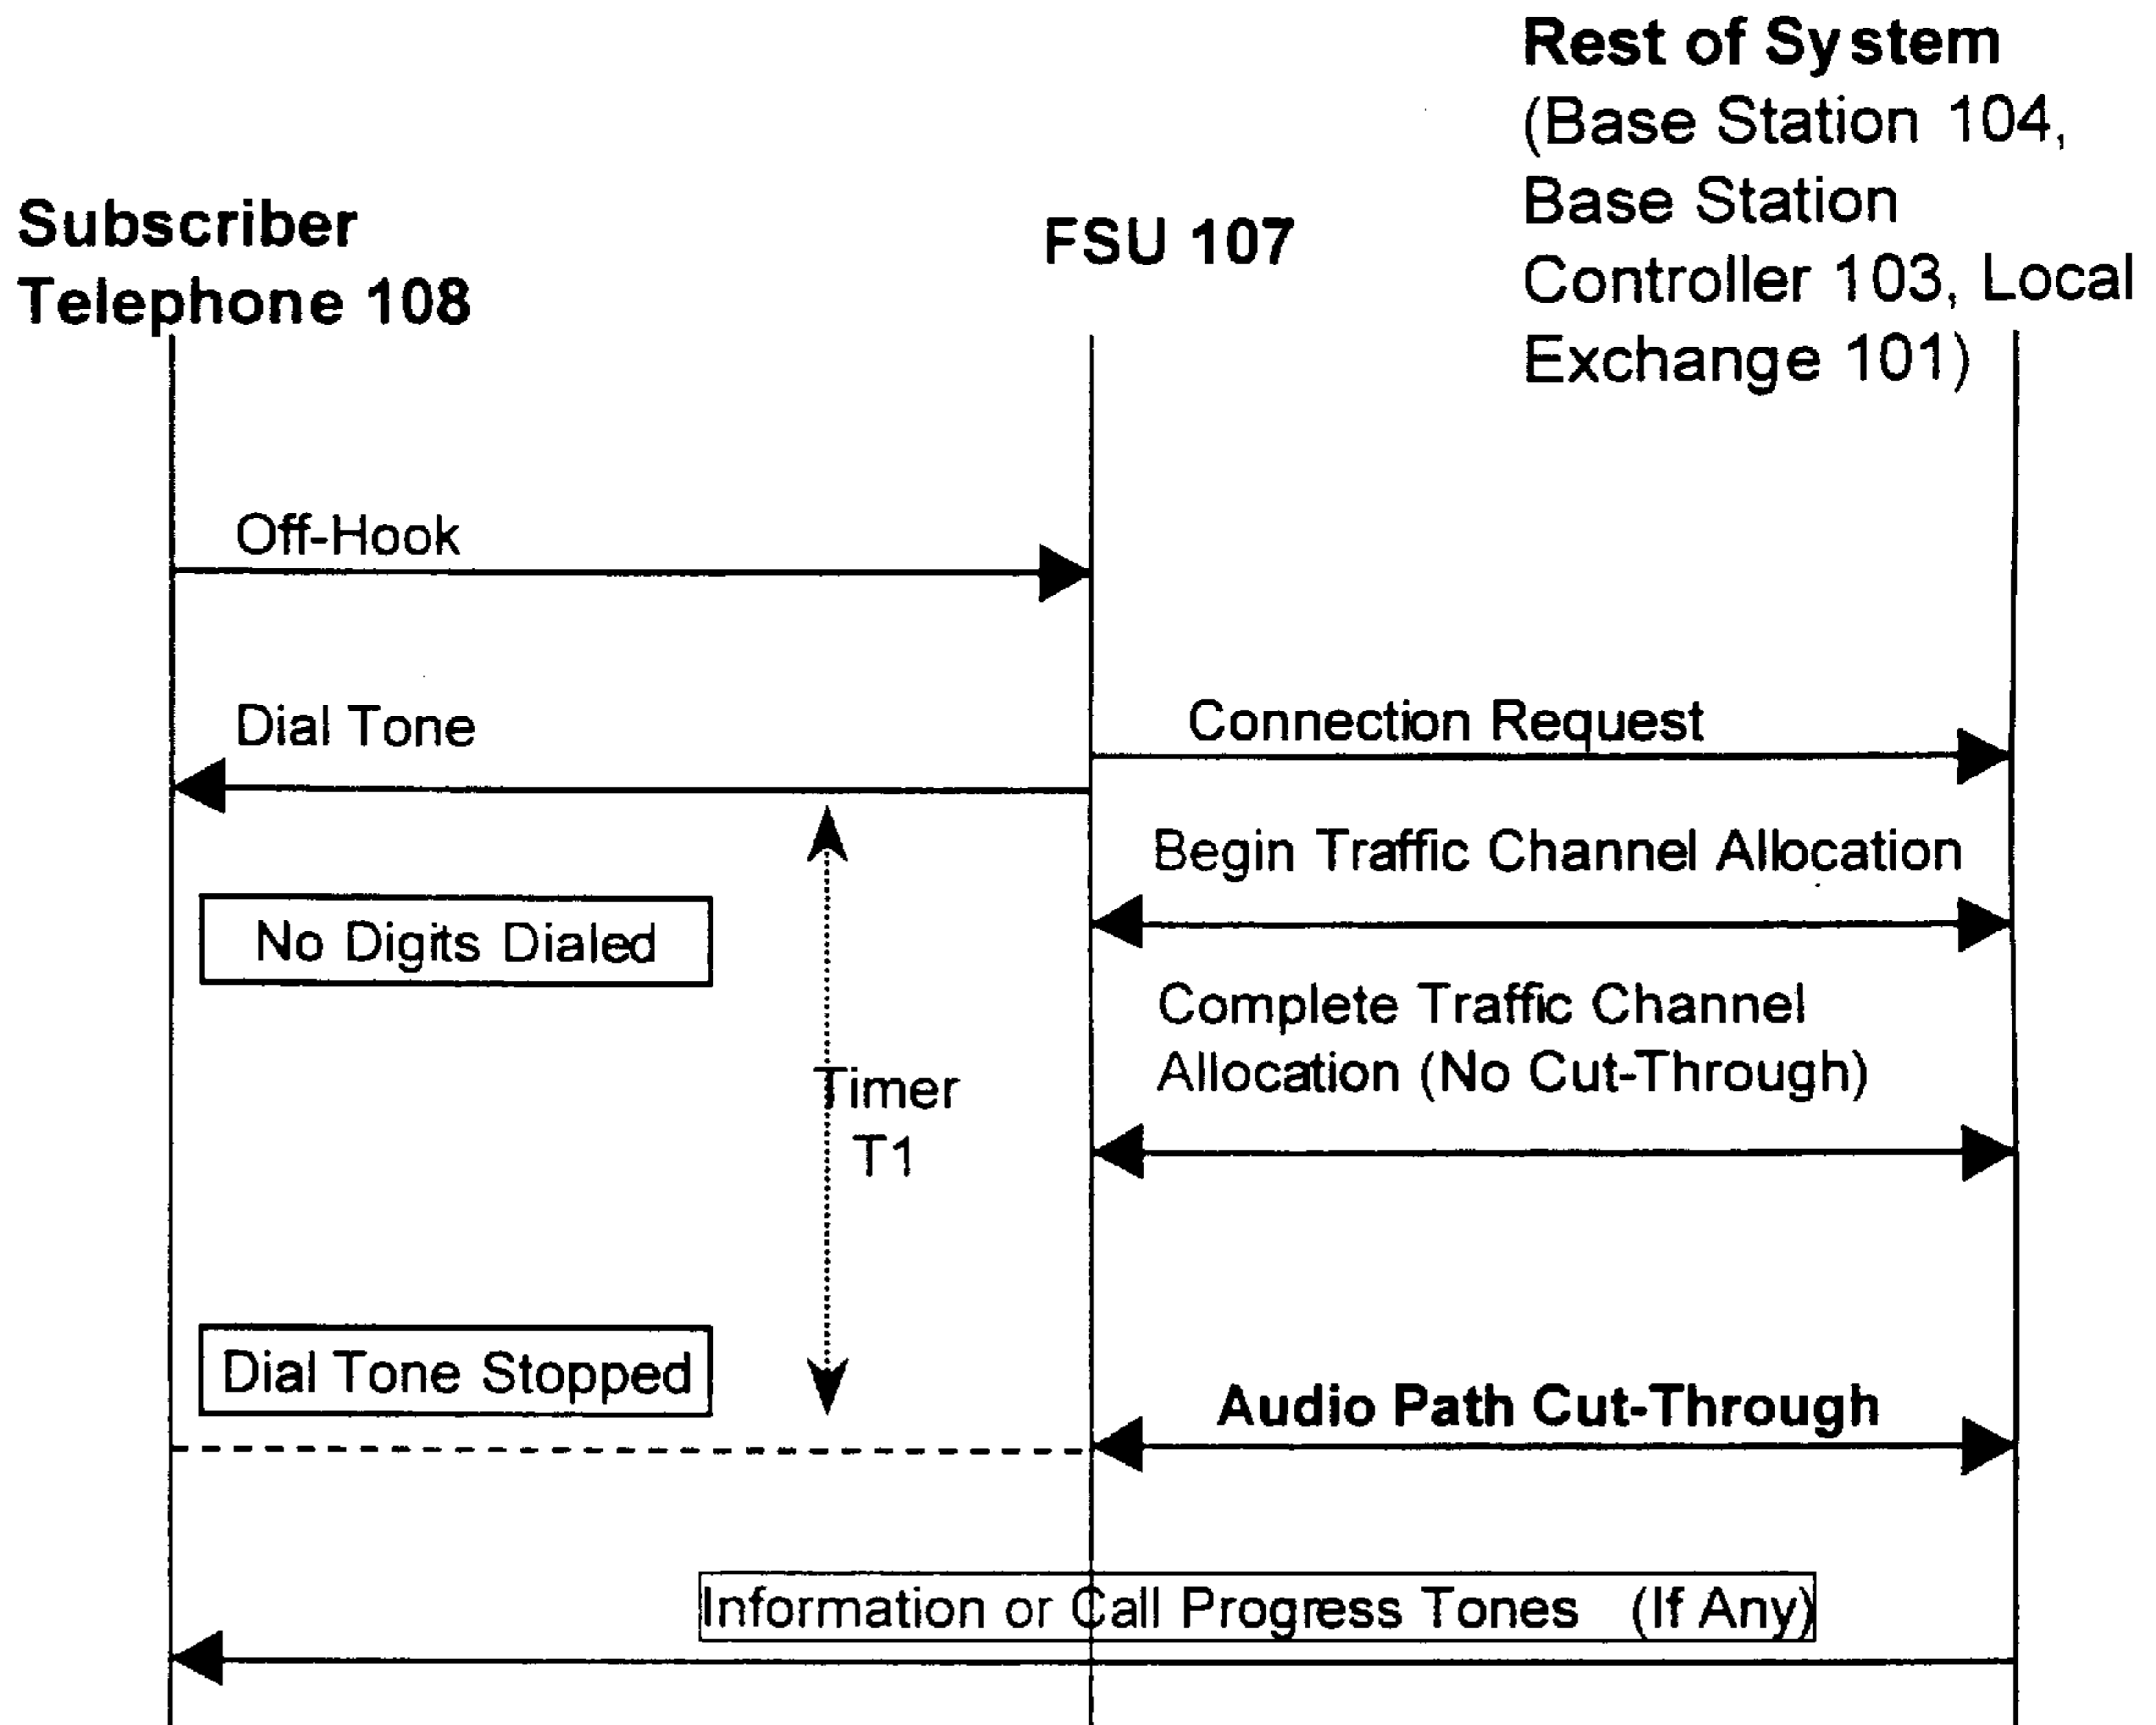 Rest of System
(Base Station 104,
Base Station
Controller 103, Local
Exchange 101)
Subscriber
Telephone 108
FSU 107
Off-Hook
Dial Tone
Connection Request
Begin Traffic Channel Allocation
No Digits Dialed
Complete Traffic Channel
Allocation (No Cut-Through)
Timer
T1
Dial Tone Stopped
Audio Path Cut-Through
Information or Call Progress Tones (If Any)